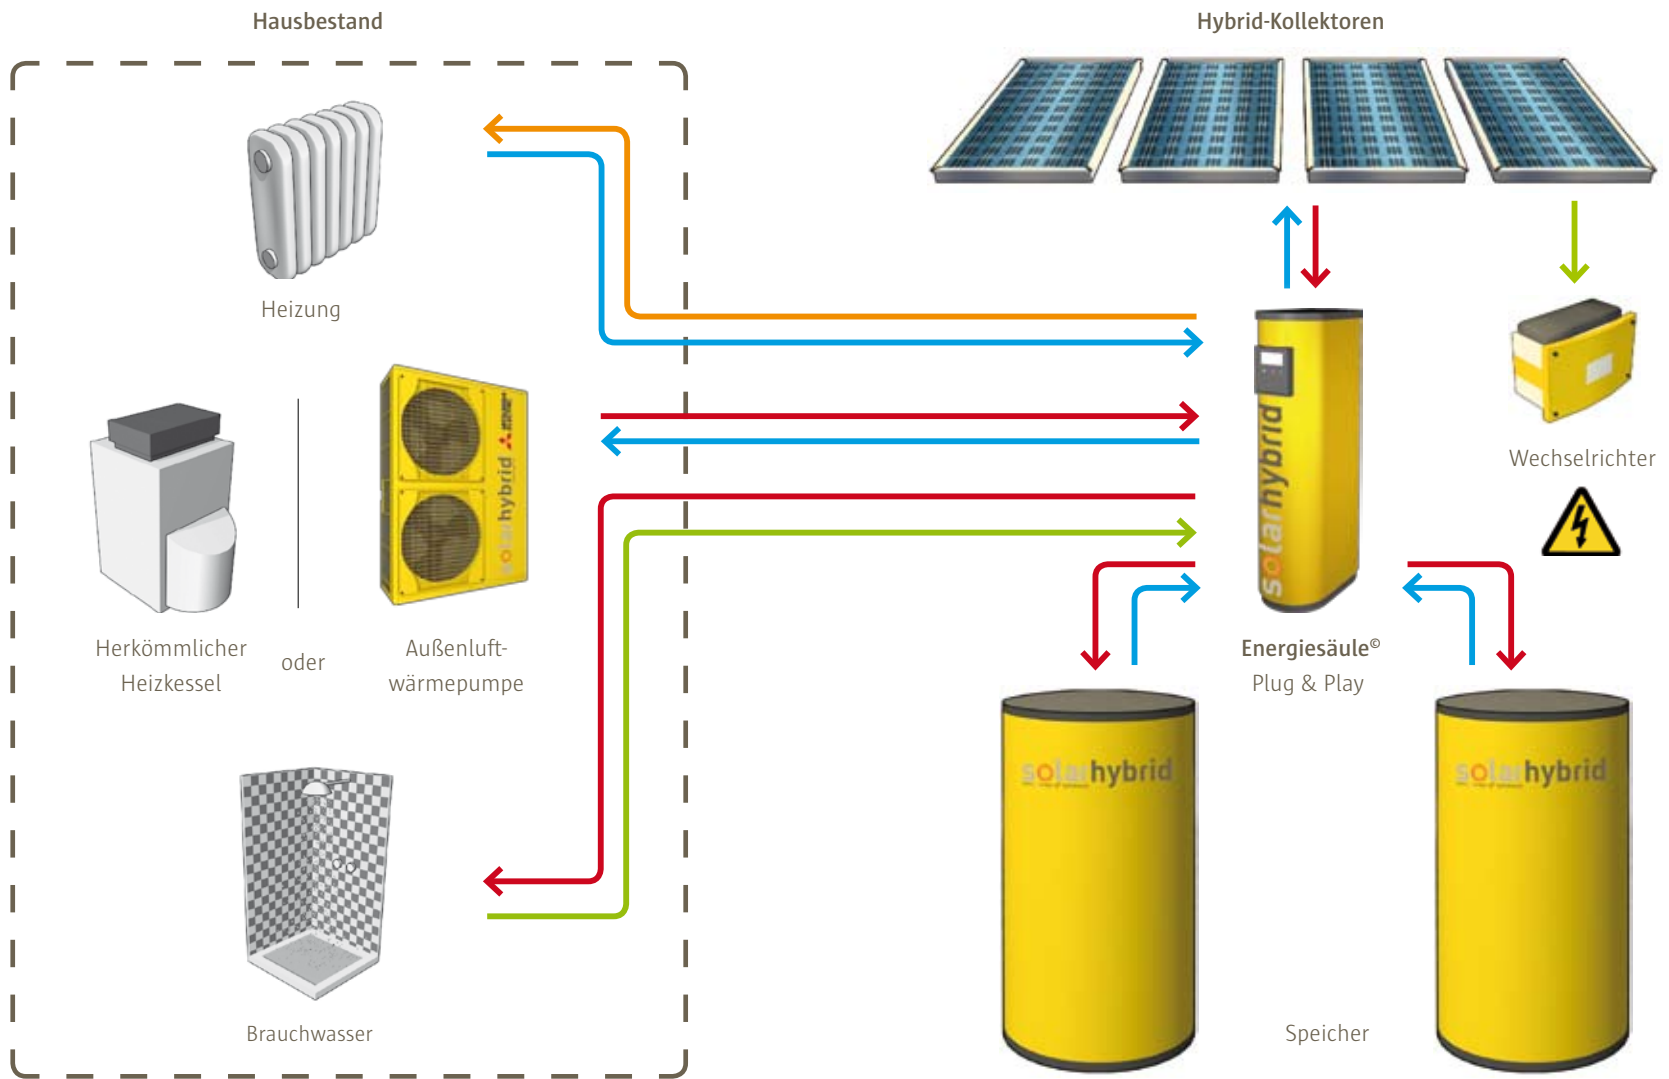 Hausbestand
Hybrid-Kollektoren
Heizung
solarhybrid
solarhybrid
Wechselrichter
Herkömmlicher
Heizkessel
oder
Außenluft-
wärmepumpe
Energiesäule©
Plug & Play
solarhybrid
solarhybrid
Brauchwasser
Speicher